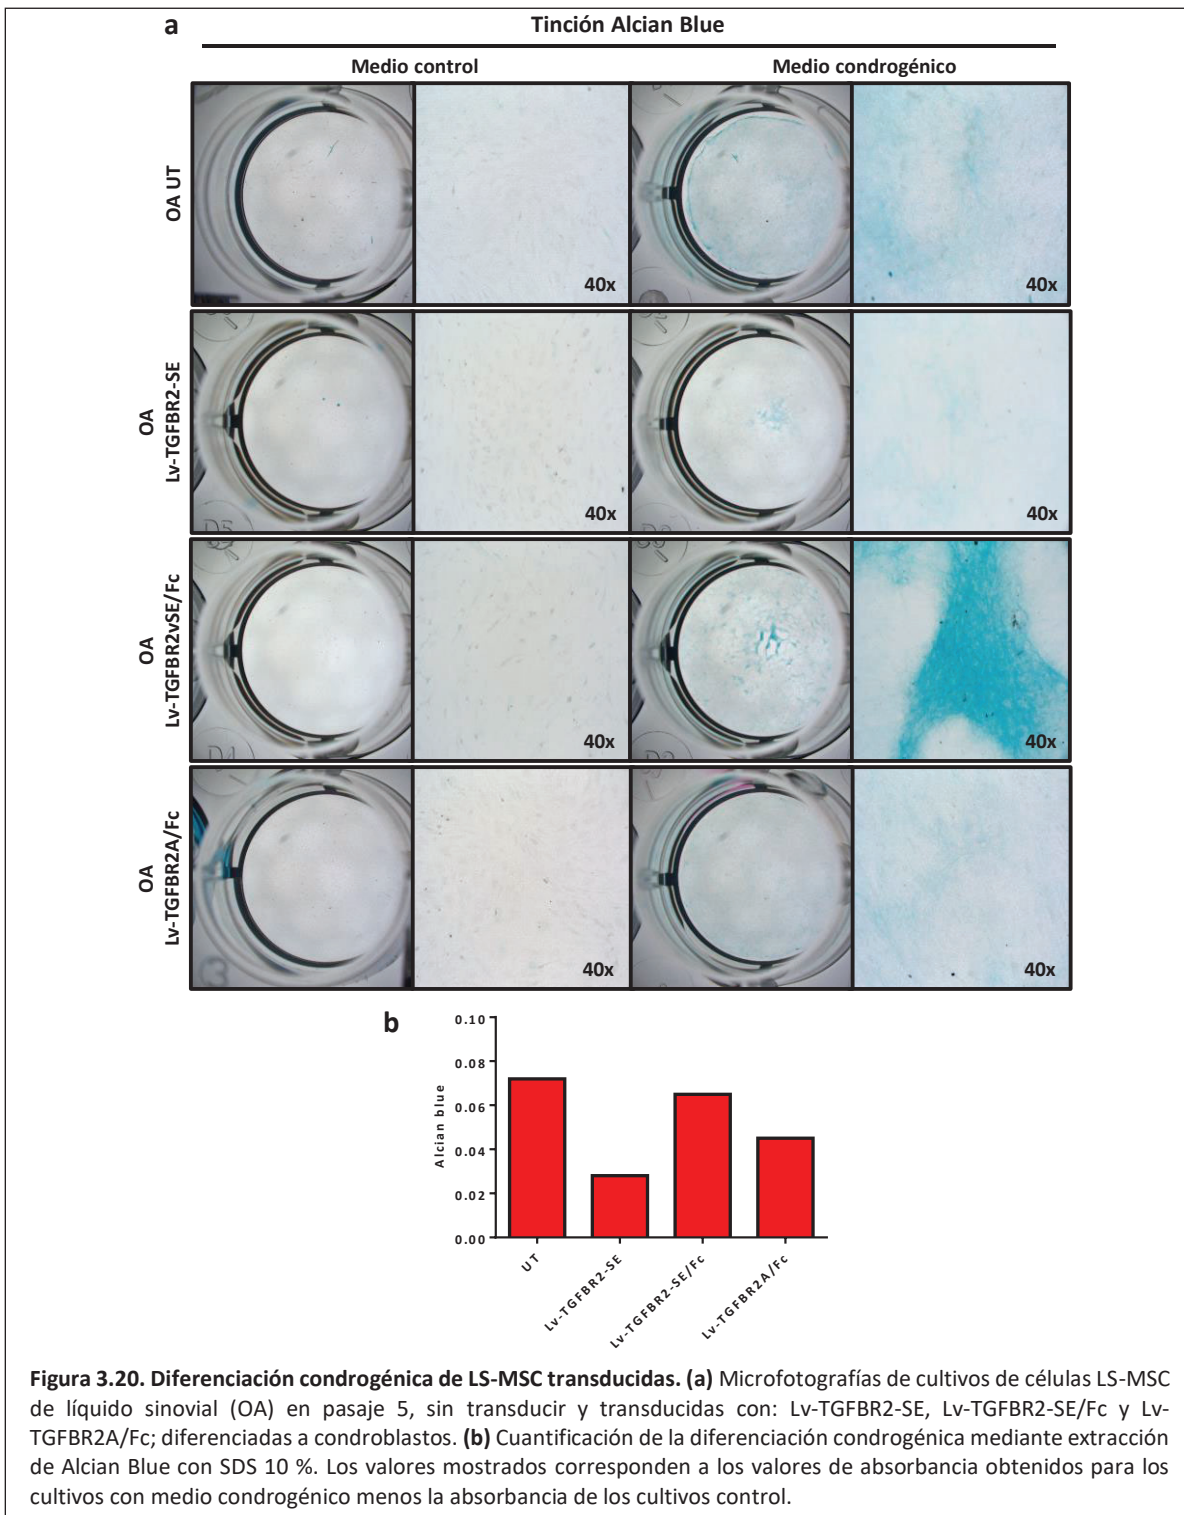 a
Tinción Alcian Blue
Medio control
Medio condrogénico
OA UT
40x
40x
OA
Lv-TGFBR2-SE
40x
40x
OA
Lv-TGFBR2vSE/Fc
40x
40x
OA
Lv-TGFBR2A/Fc
40x
40x
b
Alcian blue
0.10
0.08
0.06
0.04
0.02
0.00
UT
Lv-TGFBR2-SE
Lv-TGFBR2-SE/Fc
Lv-TGFBR2A/Fc
Figura 3.20. Diferenciación condrogénica de LS-MSC transducidas. (a) Microfotografías de cultivos de células LS-MSC
de líquido sinovial (OA) en pasaje 5, sin transducir y transducidas con: Lv-TGFBR2-SE, Lv-TGFBR2-SE/Fc y Lv-
TGFBR2A/Fc; diferenciadas a condroblastos. (b) Cuantificación de la diferenciación condrogénica mediante extracción
de Alcian Blue con SDS 10 %. Los valores mostrados corresponden a los valores de absorbancia obtenidos para los
cultivos con medio condrogénico menos la absorbancia de los cultivos control.